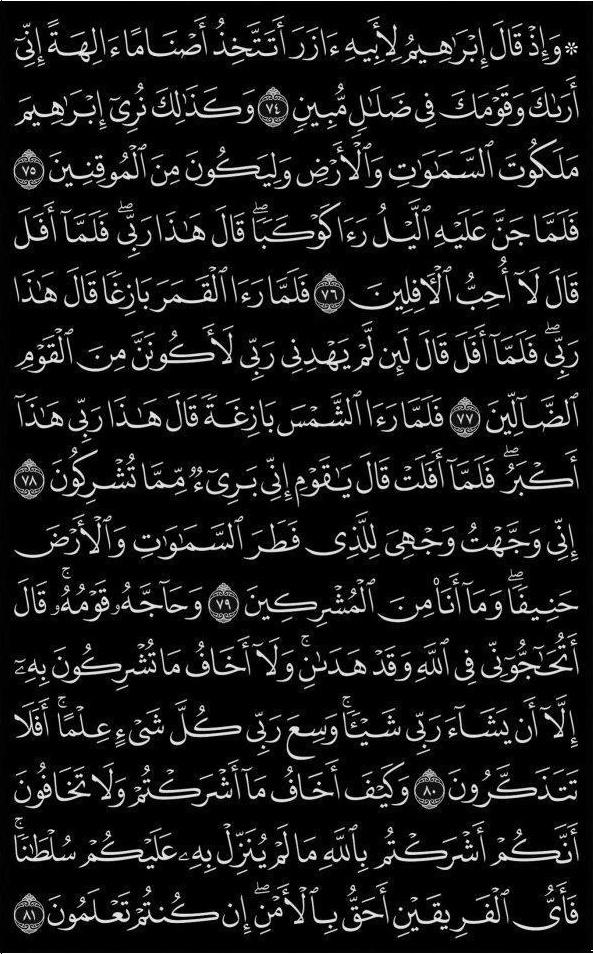 ۞ وَإِذْ قَالَ إِبْرَٰهِيمُ لِأَبِيهِ ءَازَرَ أَتَتَّخِذُ أَصْنَامًا ءَالِهَةً إِنِّىٓ
أَرَىٰكَ وَقَوْمَكَ فِى ضَلَٰلٍ مُّبِينٍ ٧٤ وَكَذَٰلِكَ نُرِىٓ إِبْرَٰهِيمَ
مَلَكُوتَ ٱلسَّمَٰوَٰتِ وَٱلْأَرْضِ وَلِيَكُونَ مِنَ ٱلْمُوقِنِينَ ٧٥
فَلَمَّا جَنَّ عَلَيْهِ ٱلَّيْلُ رَءَا كَوْكَبًا ۖ قَالَ هَٰذَا رَبِّى ۖ فَلَمَّآ أَفَلَ
قَالَ لَآ أُحِبُّ ٱلْءَافِلِينَ ٧٦ فَلَمَّا رَءَا ٱلْقَمَرَ بَازِغًا قَالَ هَٰذَا
رَبِّى ۖ فَلَمَّآ أَفَلَ قَالَ لَئِن لَّمْ يَهْدِنِى رَبِّى لَأَكُونَنَّ مِنَ ٱلْقَوْمِ
ٱلضَّآلِّينَ ٧٧ فَلَمَّا رَءَا ٱلشَّمْسَ بَازِغَةً قَالَ هَٰذَا رَبِّى هَٰذَآ
أَكْبَرُ ۖ فَلَمَّآ أَفَلَتْ قَالَ يَٰقَوْمِ إِنِّى بَرِىٓءٌ مِّمَّا تُشْرِكُونَ ٧٨
إِنِّى وَجَّهْتُ وَجْهِىَ لِلَّذِى فَطَرَ ٱلسَّمَٰوَٰتِ وَٱلْأَرْضَ
حَنِيفًا ۖ وَمَآ أَنَا۠ مِنَ ٱلْمُشْرِكِينَ ٧٩ وَحَآجَّهُۥ قَوْمُهُۥ ۚ قَالَ
أَتُحَٰٓجُّوٓنِّى فِى ٱللَّهِ وَقَدْ هَدَىٰنِ ۚ وَلَآ أَخَافُ مَا تُشْرِكُونَ بِهِۦٓ
إِلَّآ أَن يَشَآءَ رَبِّى شَيْـًٔا ۗ وَسِعَ رَبِّى كُلَّ شَىْءٍ عِلْمًا ۗ أَفَلَا
تَتَذَكَّرُونَ ٨٠ وَكَيْفَ أَخَافُ مَآ أَشْرَكْتُمْ وَلَا تَخَافُونَ
أَنَّكُمْ أَشْرَكْتُم بِٱللَّهِ مَا لَمْ يُنَزِّلْ بِهِۦ عَلَيْكُمْ سُلْطَٰنًا ۚ
فَأَىُّ ٱلْفَرِيقَيْنِ أَحَقُّ بِٱلْأَمْنِ ۖ إِن كُنتُمْ تَعْلَمُونَ ٨١